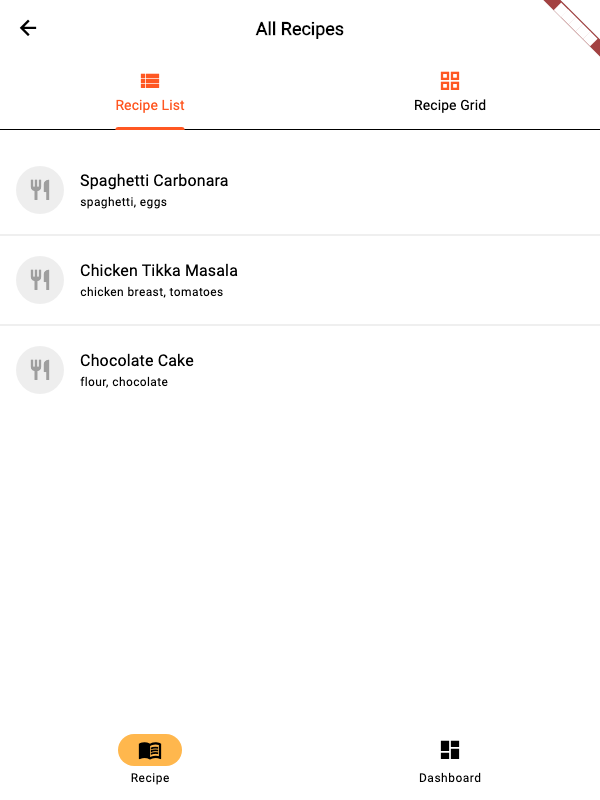 All Recipes
Recipe List
Recipe Grid
Spaghetti Carbonara
spaghetti, eggs
Chicken Tikka Masala
chicken breast, tomatoes
Chocolate Cake
flour, chocolate
Recipe
Dashboard